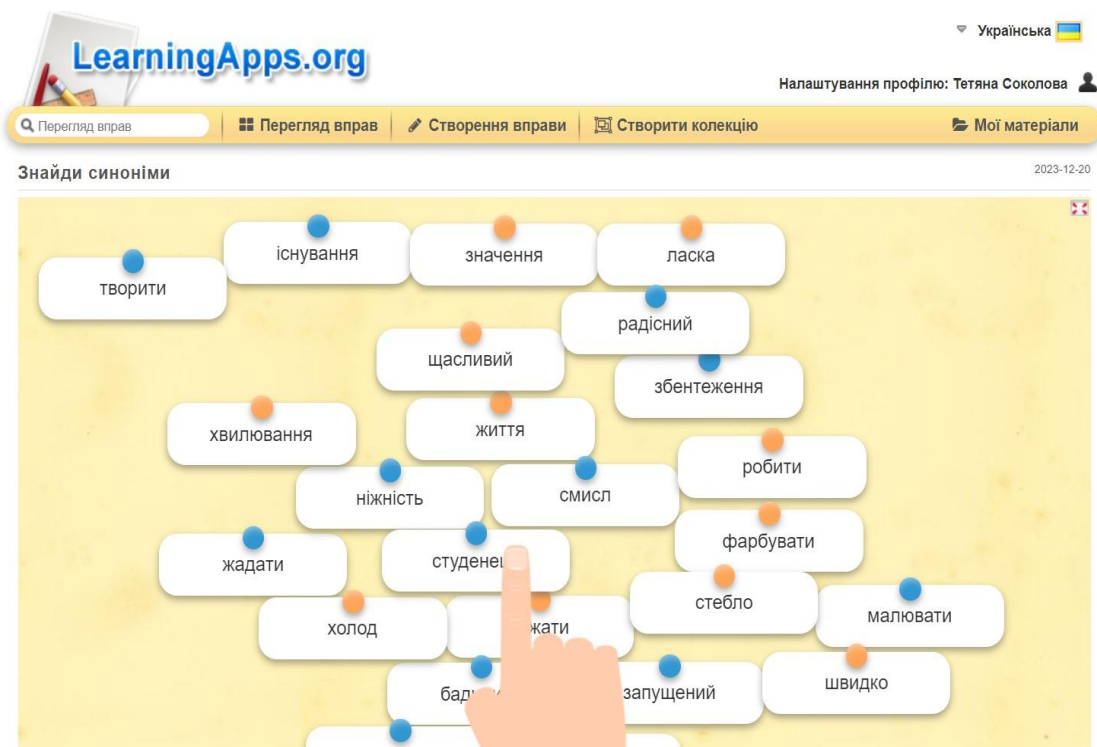 LearningApps.org
Українська
Налаштування профілю: Тетяна Соколова
Перегляд вправ
Перегляд вправ
Створення вправи
Створити колекцію
Мої матеріали
Знайди синоніми
2023-12-20
існування
значення
ласка
творити
радісний
щасливий
збентеження
життя
хвилювання
робити
смисл
ніжність
фарбувати
студенец
жадати
стебло
малювати
холод
швидко
запущений